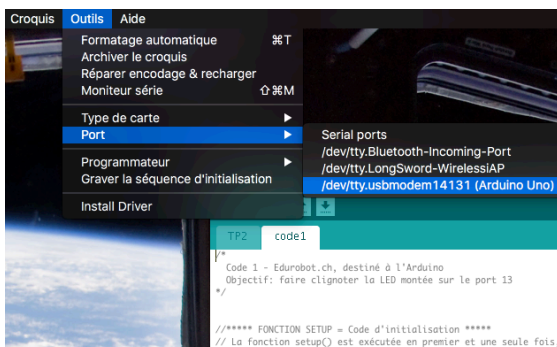 Croquis Outils Aide
Formatage automatique ⌘T
Archiver le croquis
Réparer encodage & recharger
Moniteur série ⇧⌘M
Type de carte ▶
Port ▶
Serial ports
/dev/tty.Bluetooth-Incoming-Port
/dev/tty.LongSword-WirelessiAP
/dev/tty.usbmodem14131 (Arduino Uno)
Programmateur ▶
Graver la séquence d'initialisation
Install Driver
TP2 code1
/*
Code 1 - Edurobot.ch, destiné à l'Arduino
Objectif: faire clignoter la LED montée sur le port 13
*/
//***** FONCTION SETUP = Code d'initialisation *****
// La fonction setup() est exécutée en premier et une seule fois